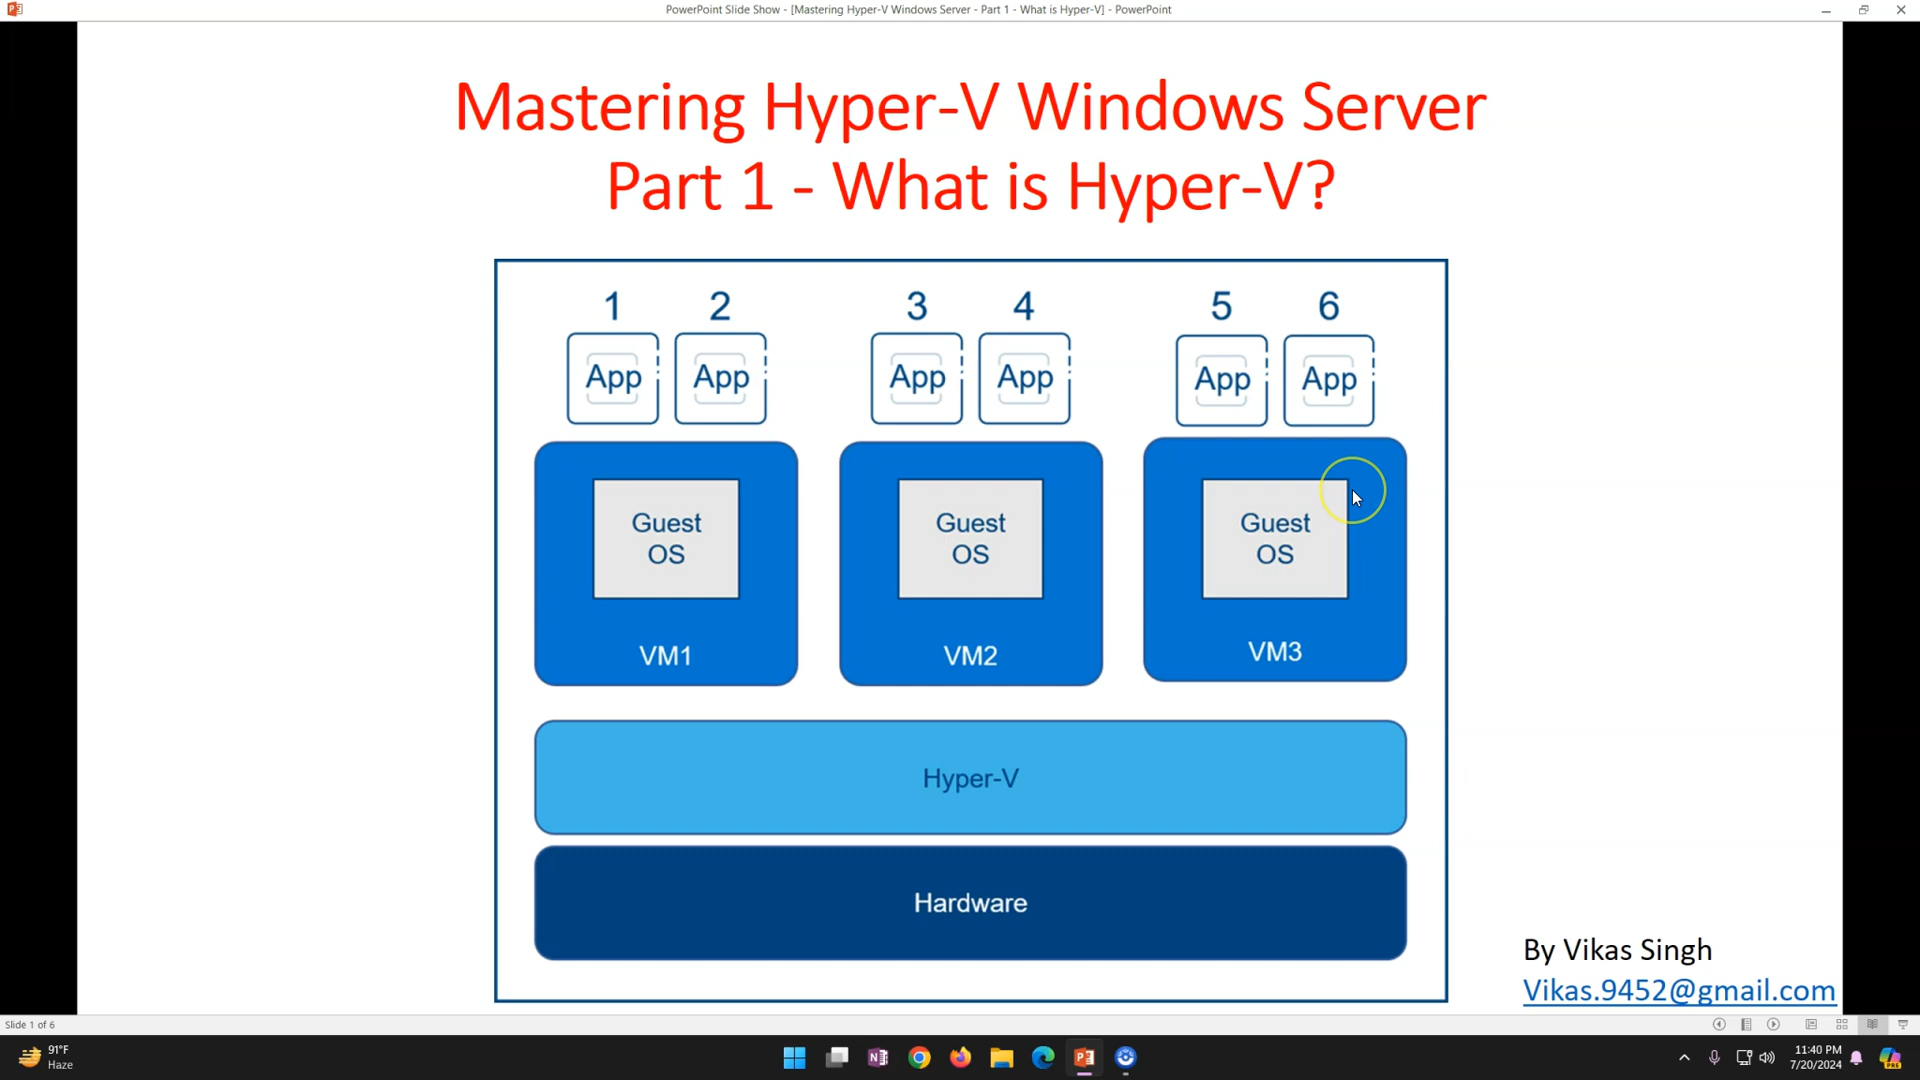 PowerPoint Slide Show - [Mastering Hyper-V Windows Server - Part 1 - What is Hyper-V] - PowerPoint
Mastering Hyper-V Windows Server
Part 1 - What is Hyper-V?
1 2 3 4 5 6
App App App App App App
Guest OS Guest OS Guest OS
VM1 VM2 VM3
Hyper-V
Hardware
By Vikas Singh
Vikas.9452@gmail.com
Slide 1 of 6
91°F
Haze
11:40 PM
7/20/2024